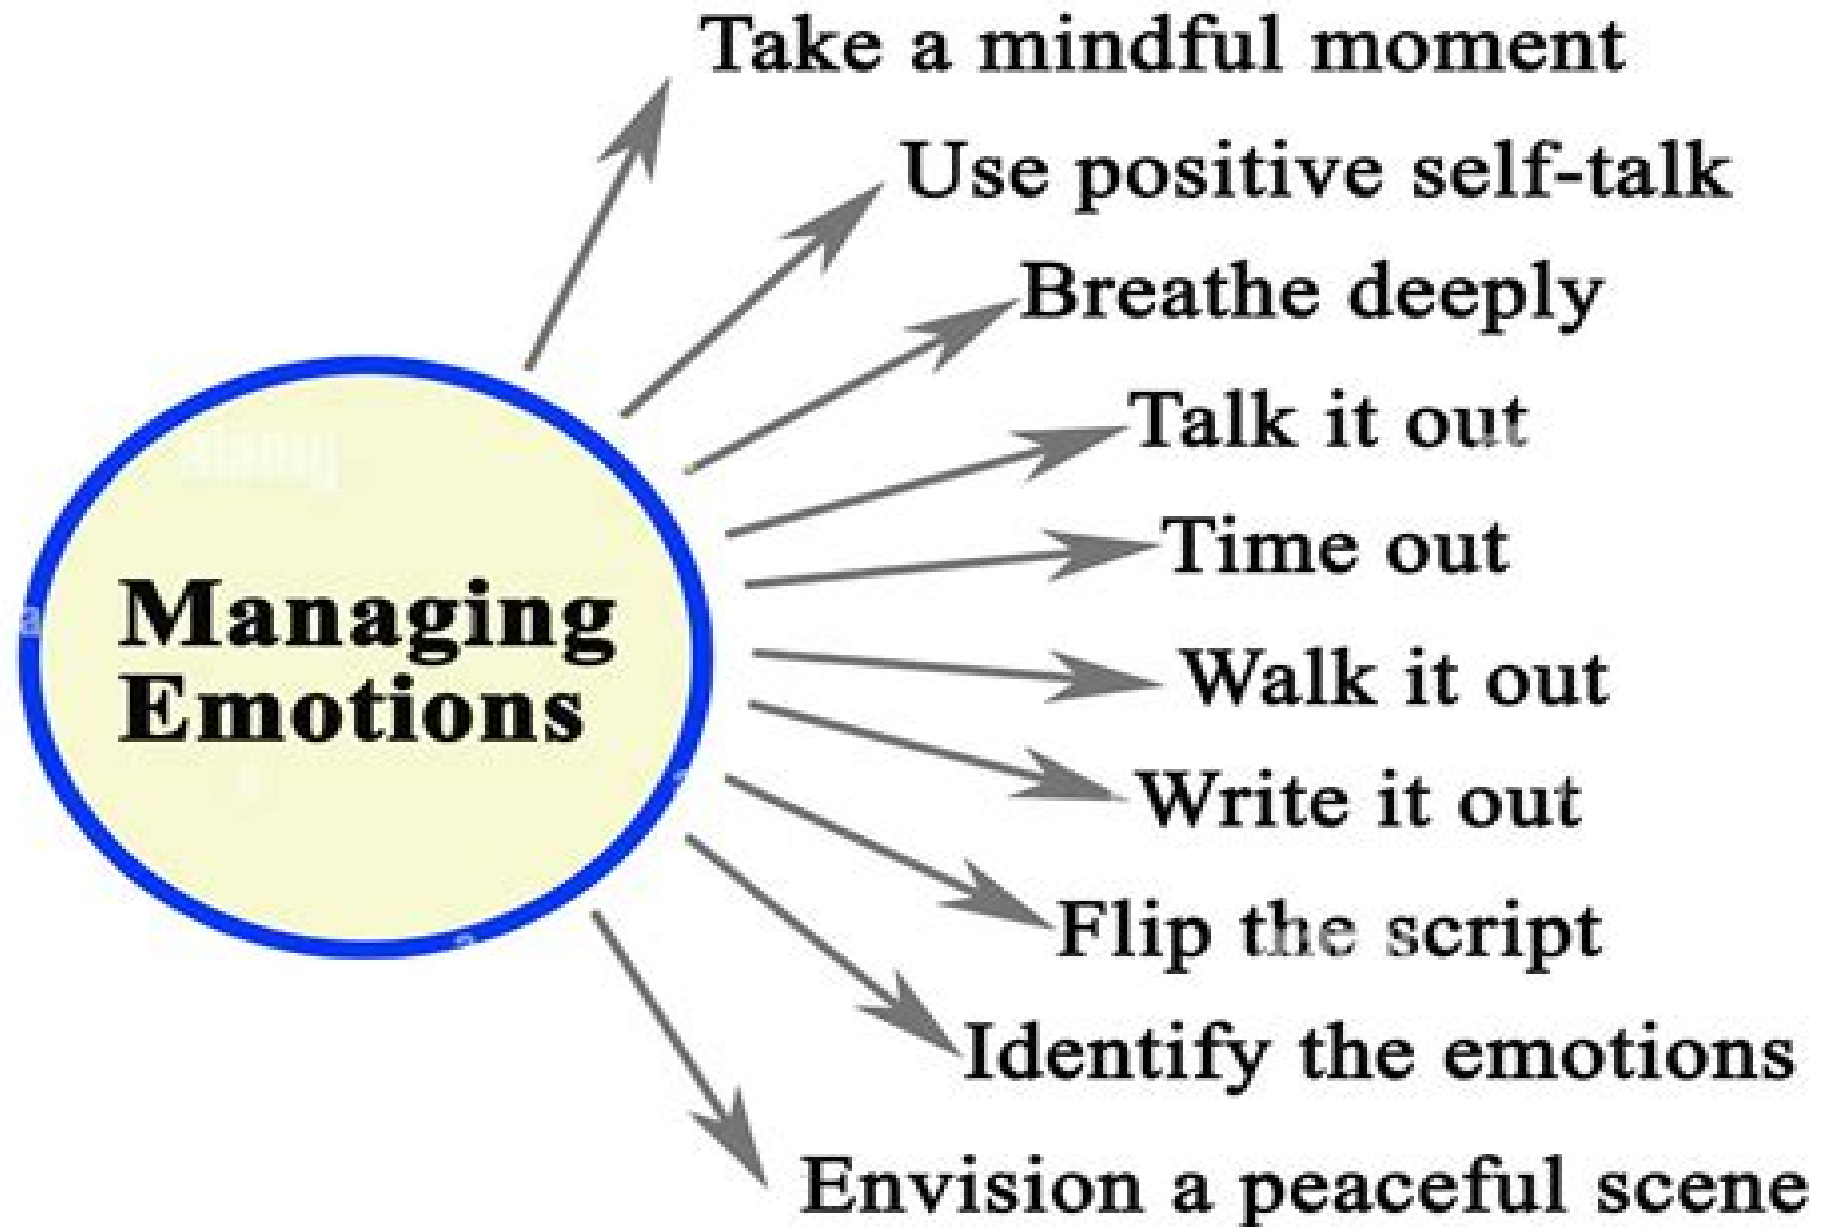 Take a mindful moment
Use positive self-talk
Breathe deeply
Talk it out
Time out
Managing
Emotions
Walk it out
Write it out
Flip the script
Identify the emotions
Envision a peaceful scene